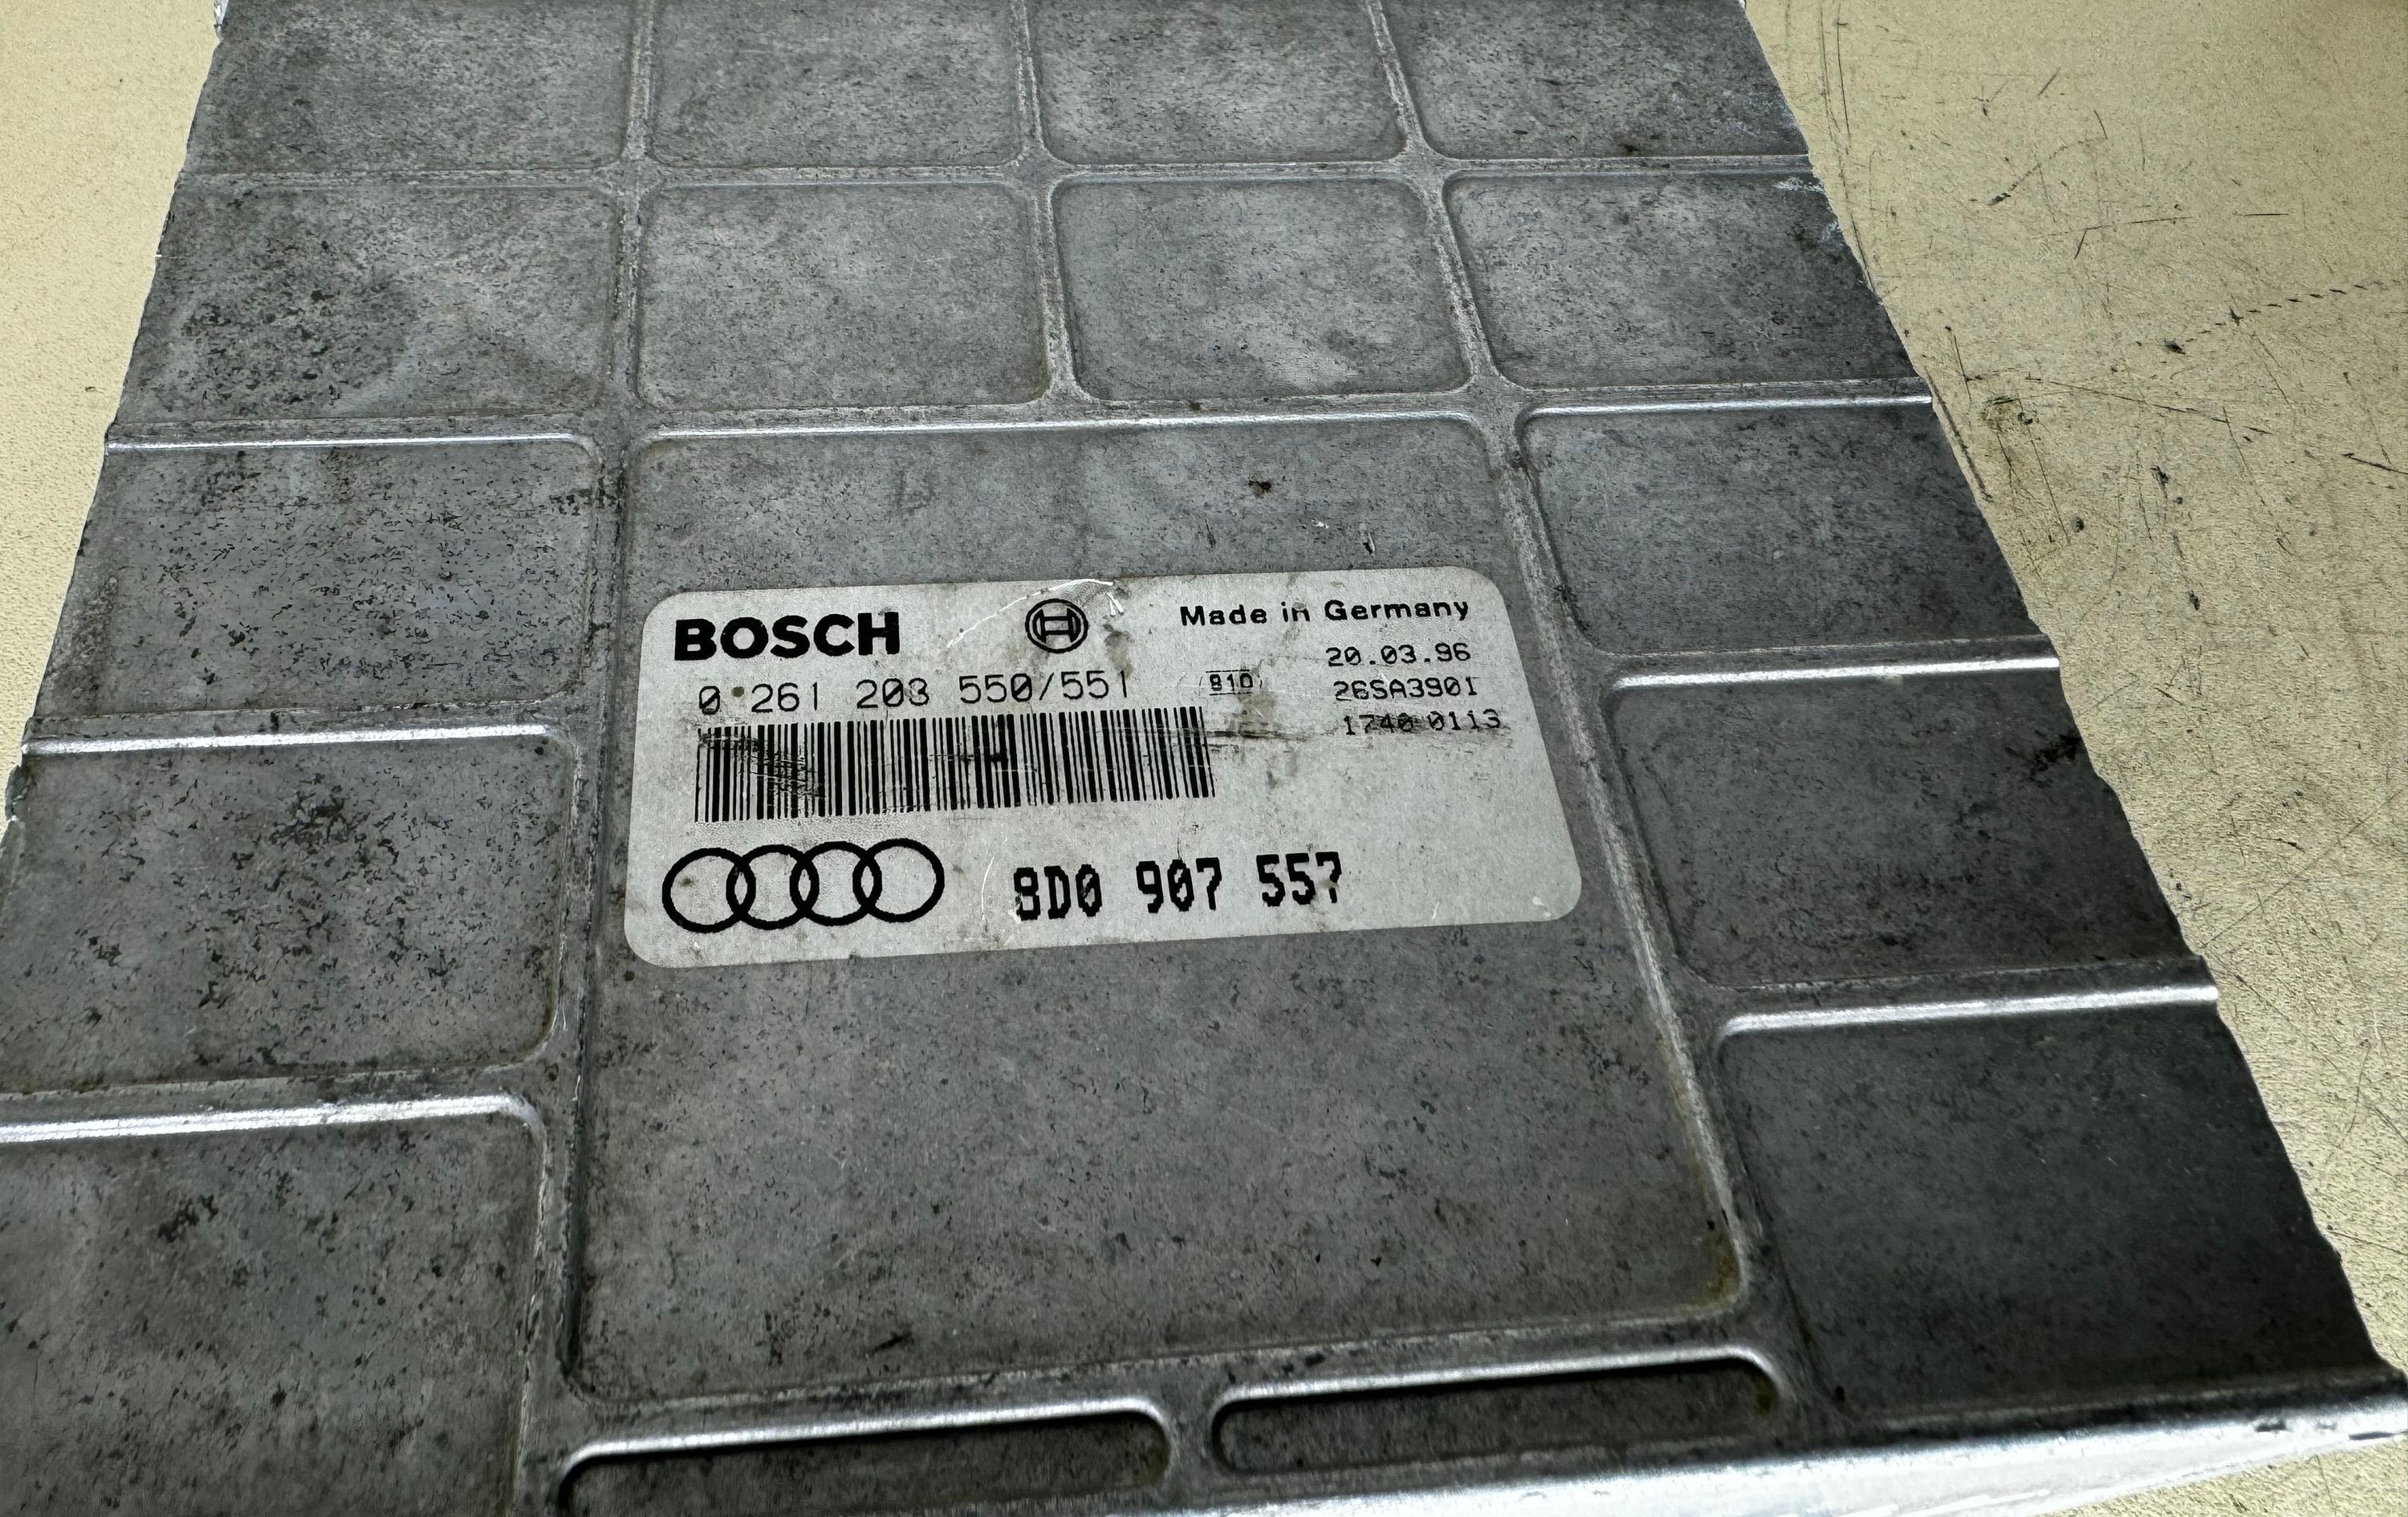 BOSCH
Made in Germany
20.03.96
0 261 203 550/551
810
26SA3901
1740 0113
8D0 907 557